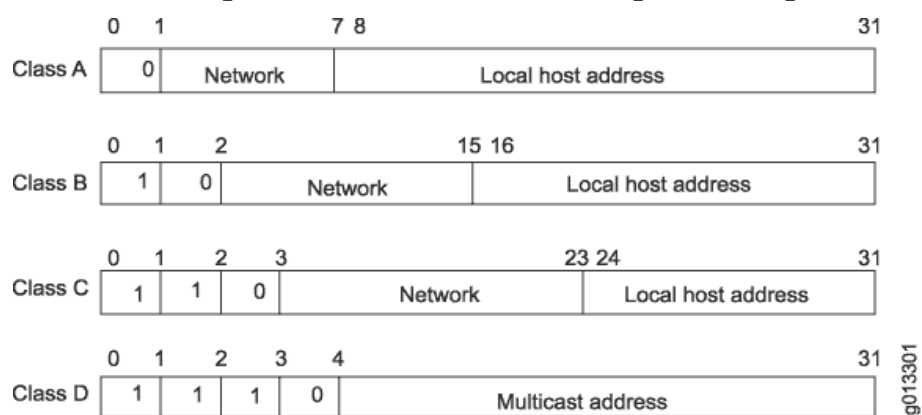 0 1 7 8 31
Class A 0 Network Local host address
0 1 2 15 16 31
Class B 1 0 Network Local host address
0 1 2 3 23 24 31
Class C 1 1 0 Network Local host address
0 1 2 3 4 31
Class D 1 1 1 0 Multicast address
g013301